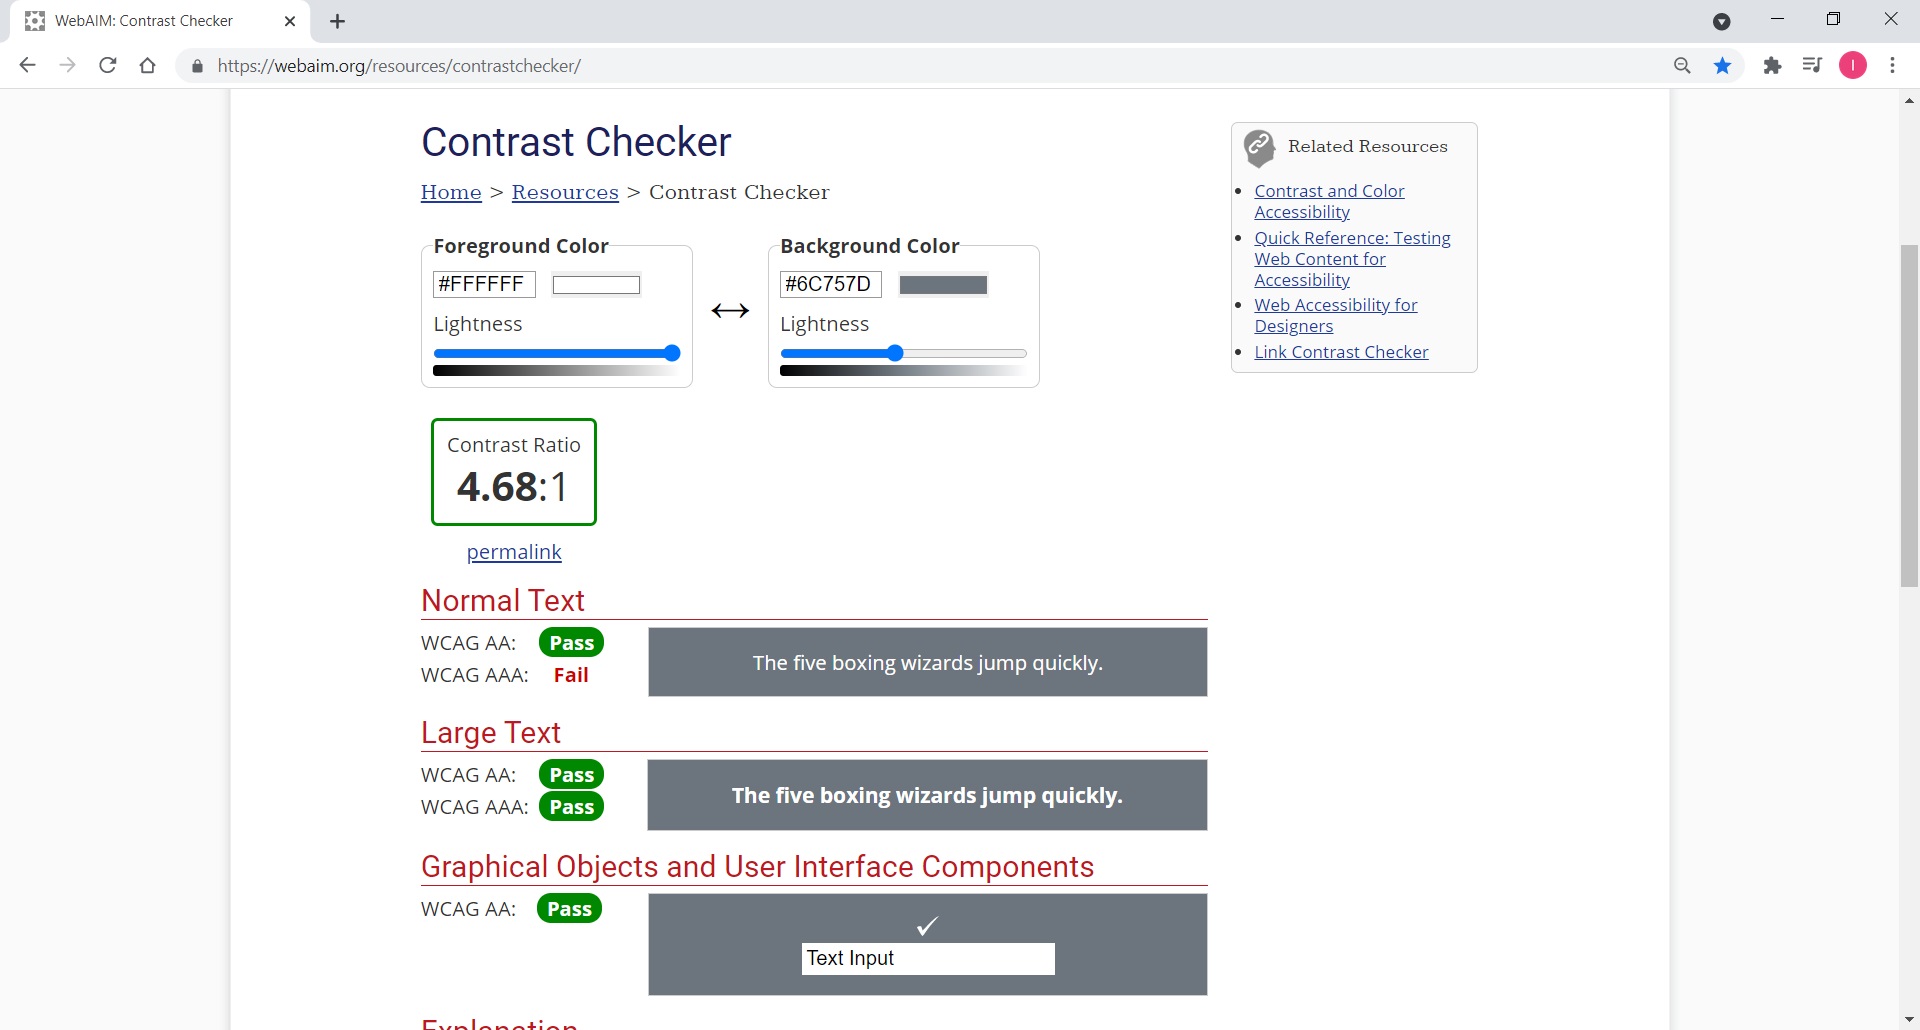 WebAIM: Contrast Checker
https://webaim.org/resources/contrastchecker/
I
Contrast Checker
Home > Resources > Contrast Checker
Foreground Color
#FFFFFF
Lightness
Background Color
#6C757D
Lightness
Related Resources
Contrast and Color
Accessibility
Quick Reference: Testing
Web Content for
Accessibility
Web Accessibility for
Designers
Link Contrast Checker
Contrast Ratio
4.68:1
permalink
Normal Text
WCAG AA: Pass
WCAG AAA: Fail
The five boxing wizards jump quickly.
Large Text
WCAG AA: Pass
WCAG AAA: Pass
The five boxing wizards jump quickly.
Graphical Objects and User Interface Components
WCAG AA: Pass
Text Input
Explanation